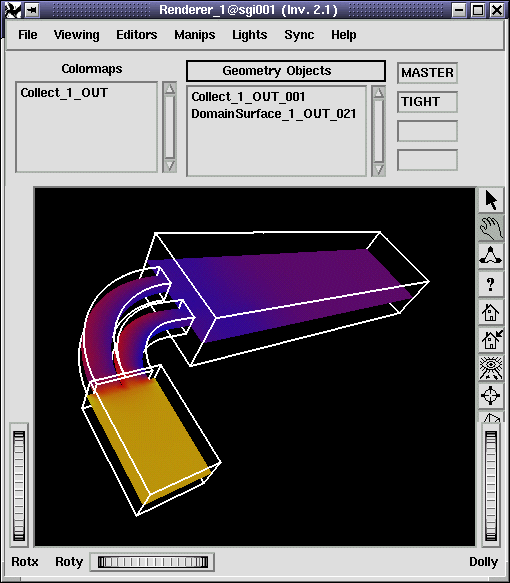 Renderer_1@sgi001 (Inv. 2.1)
File Viewing Editors Manips Lights Sync Help
Colormaps
Geometry Objects
MASTER
Collect_1_OUT
Collect_1_OUT_001
TIGHT
DomainSurface_1_OUT_021
?
Rotx Roty Dolly